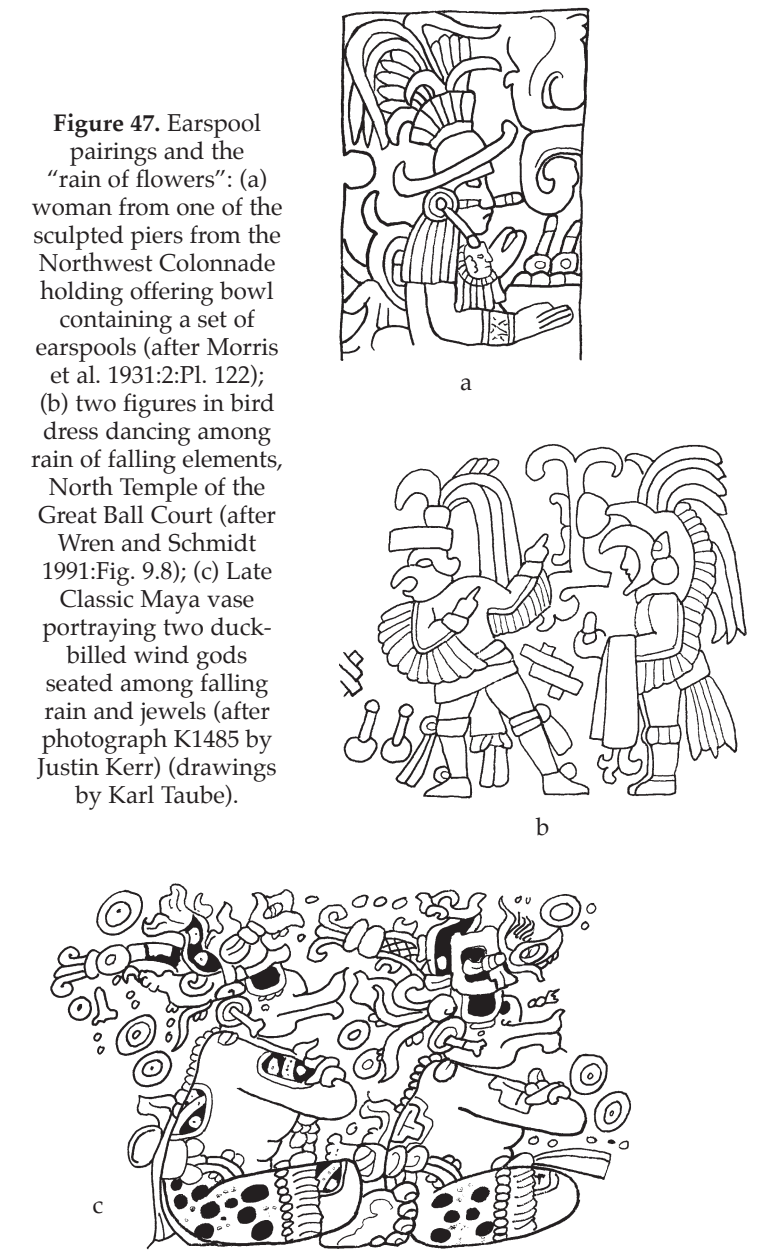 Figure 47. Earspool
pairings and the
“rain of flowers”: (a)
woman from one of the
sculpted piers from the
Northwest Colonnade
holding offering bowl
containing a set of
earspools (after Morris
et al. 1931:2:Pl. 122);
(b) two figures in bird
dress dancing among
rain of falling elements,
North Temple of the
Great Ball Court (after
Wren and Schmidt
1991:Fig. 9.8); (c) Late
Classic Maya vase
portraying two duck-
billed wind gods
seated among falling
rain and jewels (after
photograph K1485 by
Justin Kerr) (drawings
by Karl Taube).
a
b
c